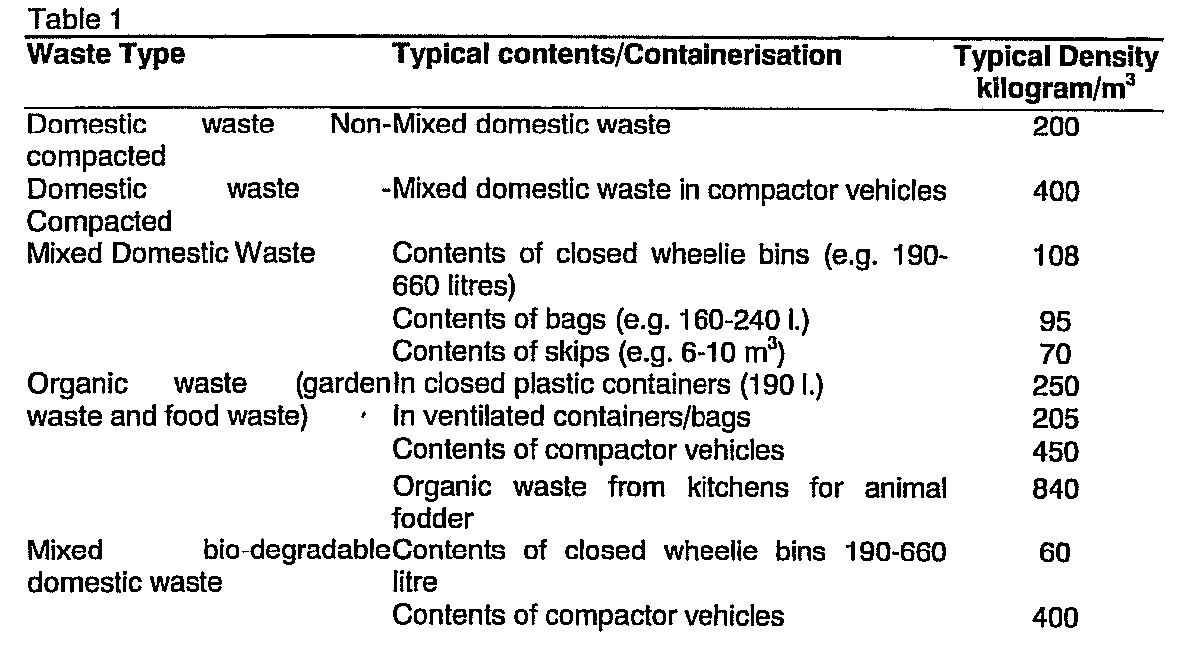 Table 1
Waste Type Typical contents/Containerisation Typical Density
kilogram/m³
Domestic waste Non- Mixed domestic waste 200
compacted
Domestic waste - Mixed domestic waste in compactor vehicles 400
Compacted
Mixed Domestic Waste Contents of closed wheelie bins (e.g. 190-
660 litres) 108
Contents of bags (e.g. 160-240 l.) 95
Contents of skips (e.g. 6-10 m³) 70
Organic waste (garden In closed plastic containers (190 l.) 250
waste and food waste) In ventilated containers/bags 205
Contents of compactor vehicles 450
Organic waste from kitchens for animal 840
fodder
Mixed bio-degradable Contents of closed wheelie bins 190-660 60
domestic waste litre
Contents of compactor vehicles 400